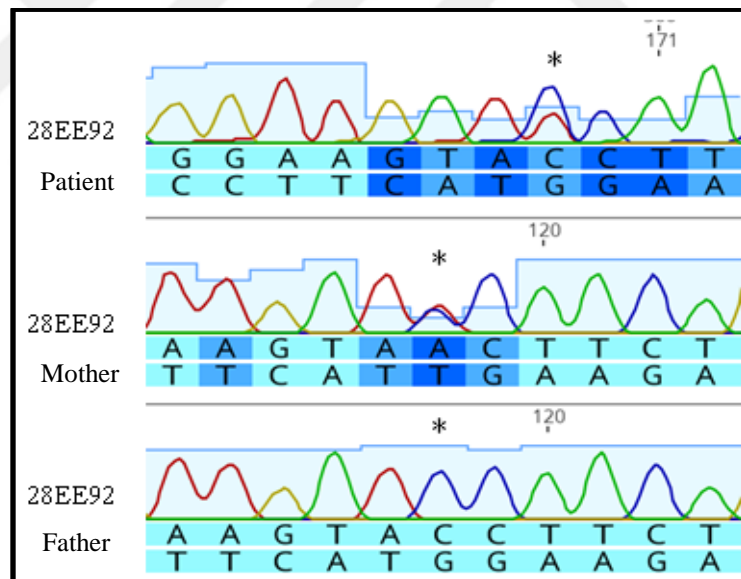 *
171
28EE92
G G A A G T A C C T T
Patient
C C T T C A T G G A A
*
120
28EE92
A A G T A A C T T C T
Mother
T T C A T T G A A G A
*
120
28EE92
A A G T A C C T T C T
Father
T T C A T G G A A G A